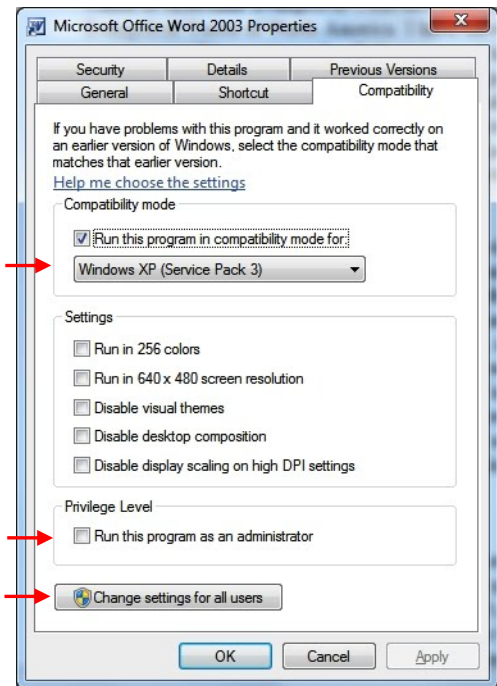 Microsoft Office Word 2003 Properties
Security Details Previous Versions
General Shortcut Compatibility
If you have problems with this program and it worked correctly on
an earlier version of Windows, select the compatibility mode that
matches that earlier version.
Help me choose the settings
Compatibility mode
Run this program in compatibility mode for:
Windows XP (Service Pack 3)
Settings
Run in 256 colors
Run in 640 x 480 screen resolution
Disable visual themes
Disable desktop composition
Disable display scaling on high DPI settings
Privilege Level
Run this program as an administrator
Change settings for all users
OK Cancel Apply